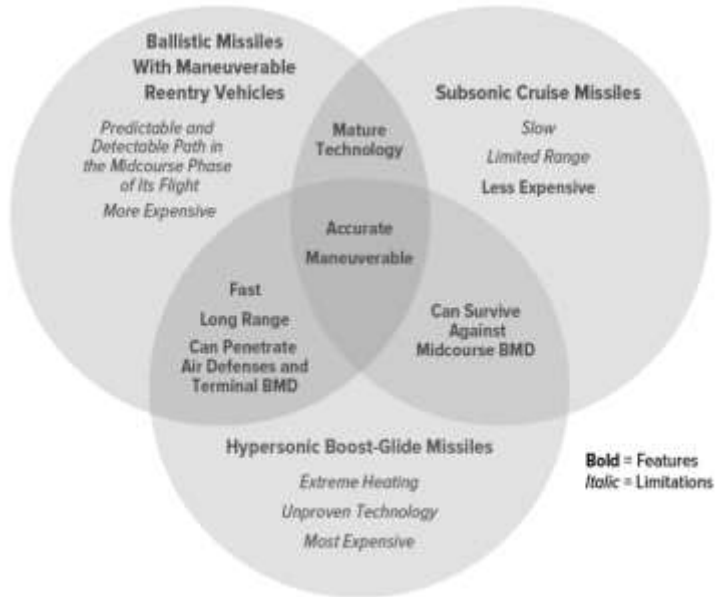 Ballistic Missiles
With Maneuverable
Reentry Vehicles
Predictable and
Detectable Path in
the Midcourse Phase
of Its Flight
More Expensive
Mature
Technology
Subsonic Cruise Missiles
Slow
Limited Range
Less Expensive
Accurate
Maneuverable
Fast
Long Range
Can Penetrate
Air Defenses and
Terminal BMD
Can Survive
Against
Midcourse BMD
Hypersonic Boost-Glide Missiles
Extreme Heating
Unproven Technology
Most Expensive
Bold = Features
Italic = Limitations